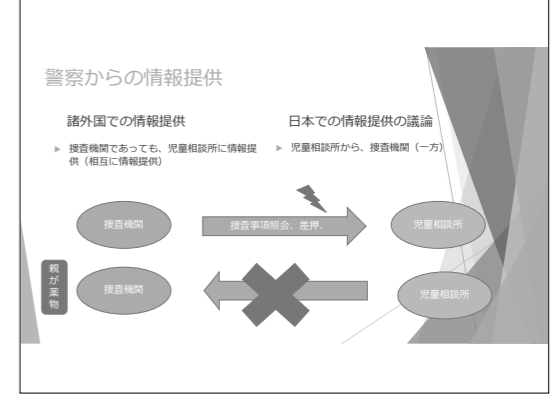 警察からの情報提供
諸外国での情報提供
▶ 捜査機関であっても、児童相談所に情報提
供（相互に情報提供）
日本での情報提供の議論
▶ 児童相談所から、捜査機関（一方）
捜査機関
捜査事項照会、差押、
児童相談所
親が薬物
捜査機関
児童相談所